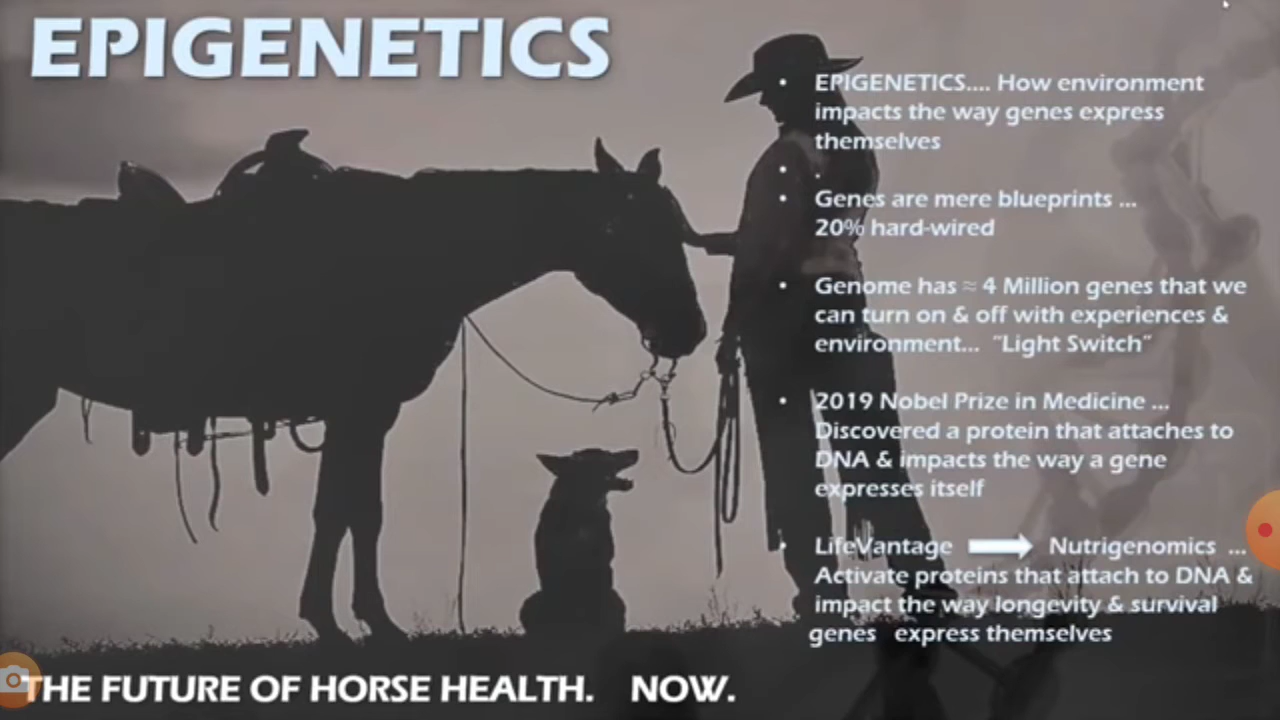 EPIGENETICS
• EPIGENETICS.... How environment
impacts the way genes express
themselves
• .
• Genes are mere blueprints ...
20% hard-wired
• Genome has ≈ 4 Million genes that we
can turn on & off with experiences &
environment... "Light Switch"
• 2019 Nobel Prize in Medicine ...
Discovered a protein that attaches to
DNA & impacts the way a gene
expresses itself
• LifeVantage ➡ Nutrigenomics ...
Activate proteins that attach to DNA &
impact the way longevity & survival
genes express themselves
THE FUTURE OF HORSE HEALTH. NOW.